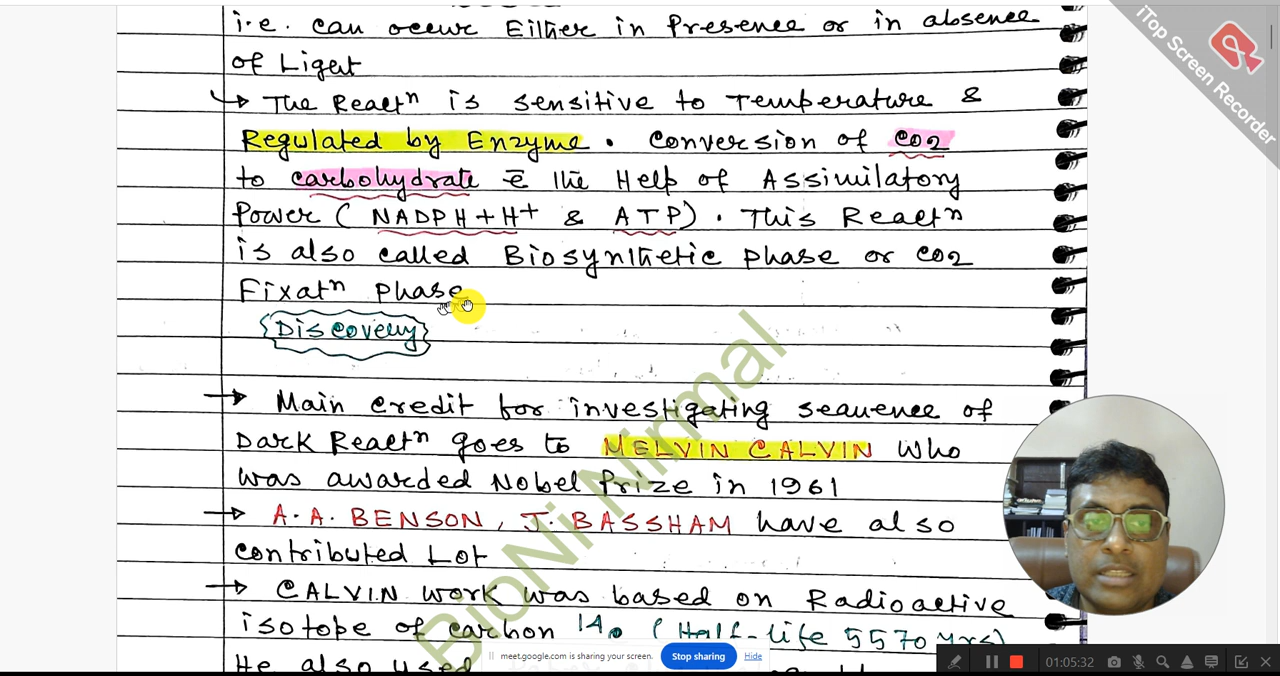 i.e. can occur Either in Presence or in absence
of Light
→ The Reactⁿ is sensitive to Temperature &
Regulated by Enzyme. Conversion of CO2
to carbohydrate c̄ the Help of Assimilatory
Power (NADPH+H⁺ & ATP). This Reactⁿ
is also called Biosynthetic phase or CO2
Fixatⁿ Phase
Discovery
→ Main credit for investigating sequence of
Dark Reactⁿ goes to MELVIN CALVIN Who
was awarded Nobel Prize in 1961
→ A.A. BENSON, J. BASSHAM have also
contributed Lot
→ CALVIN work was based on Radioactive
isotope of carbon 14 (Half-life 5570 yrs)
He also used
BioNi Nirmal
iTop Screen Recorder
meet.google.com is sharing your screen.
Stop sharing
Hide
01:05:32